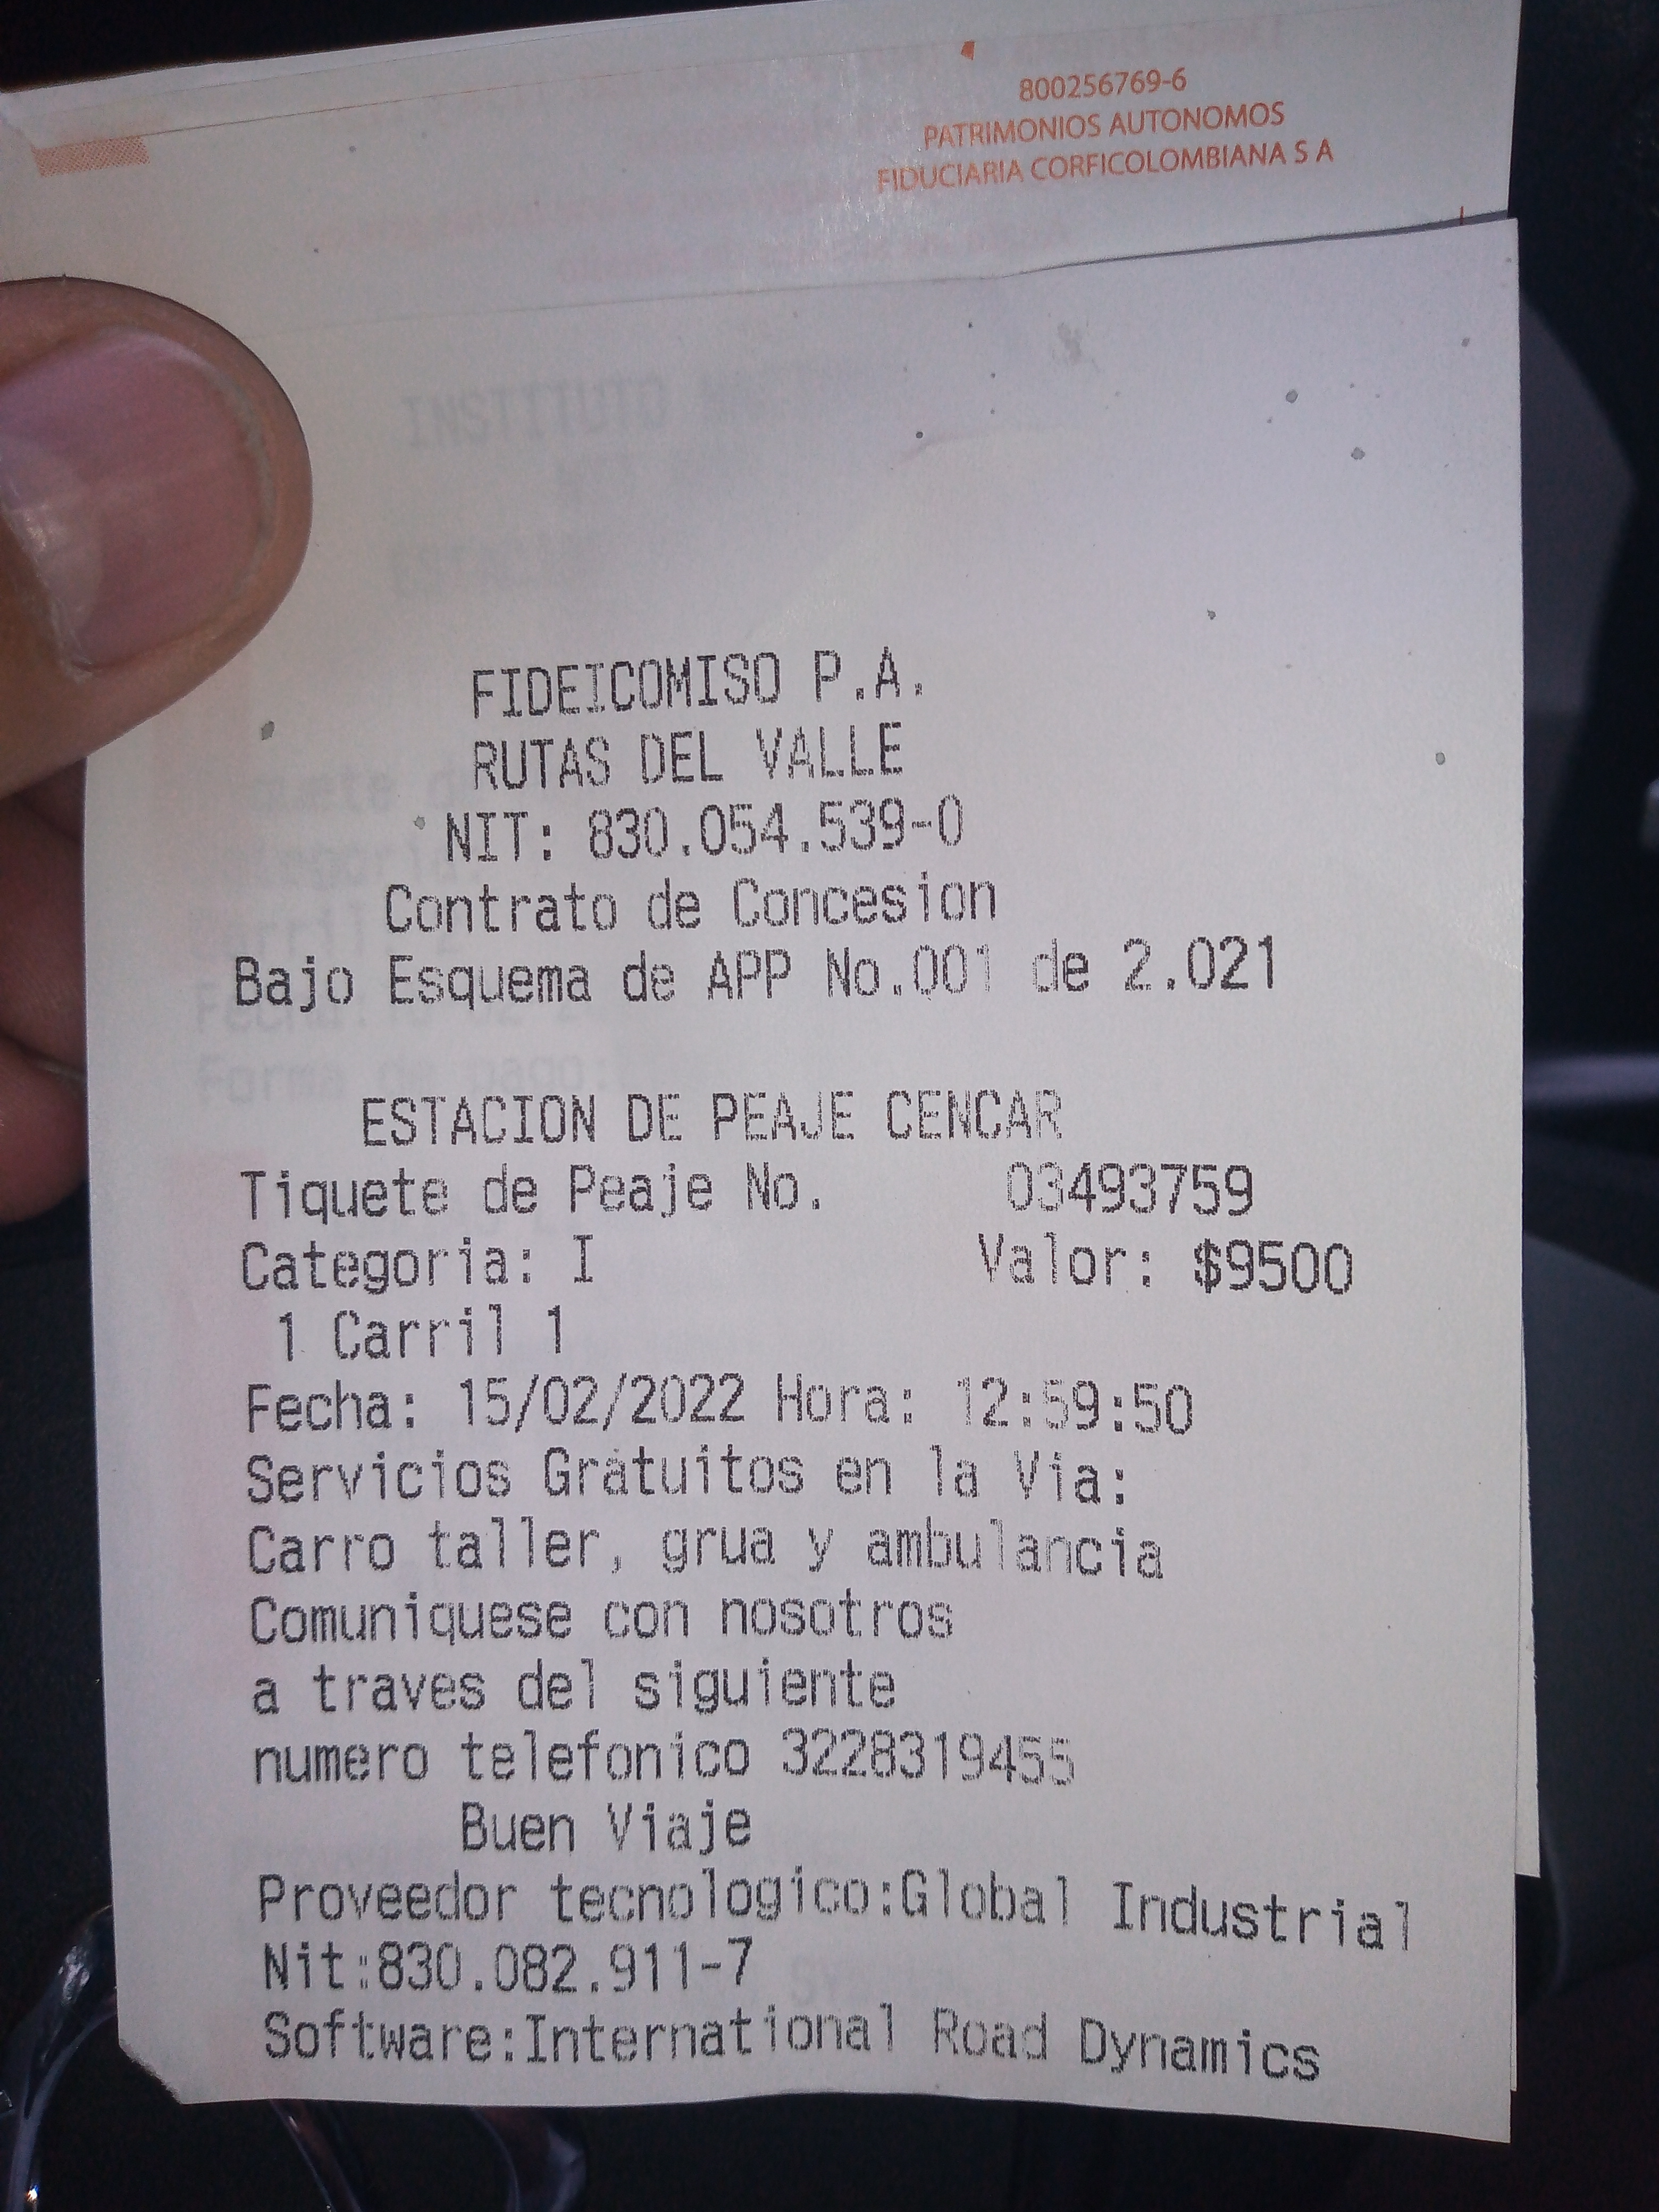 800256769-6
PATRIMONIOS AUTONOMOS
FIDUCIARIA CORFICOLOMBIANA S A
INSTITUTO
FIDEICOMISO P.A.
RUTAS DEL VALLE
NIT: 830.054.539-0
Contrato de Concesion
Bajo Esquema de APP No.001 de 2.021
Forma de pago:
ESTACION DE PEAJE CENCAR
Tiquete de Peaje No. 03493759
Categoria: I Valor: $9500
1 Carril 1
Fecha: 15/02/2022 Hora: 12:59:50
Servicios Gratuitos en la Via:
Carro taller, grua y ambulancia
Comuniquese con nosotros
a traves del siguiente
numero telefonico 3228319455
Buen Viaje
Proveedor tecnologico:Global Industrial
Nit:830.082.911-7
Software:International Road Dynamics